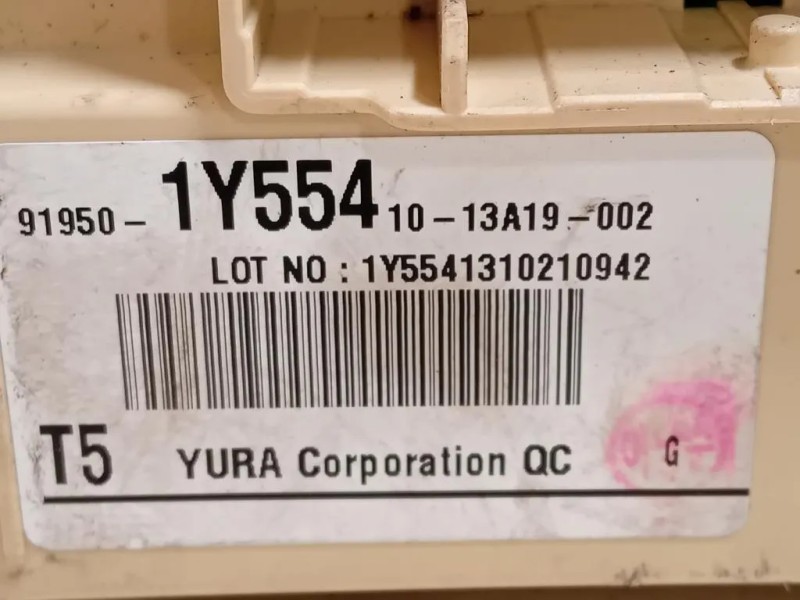 91950- 1Y554 10-13A19-002
LOT NO : 1Y5541310210942
T5 YURA Corporation QC G